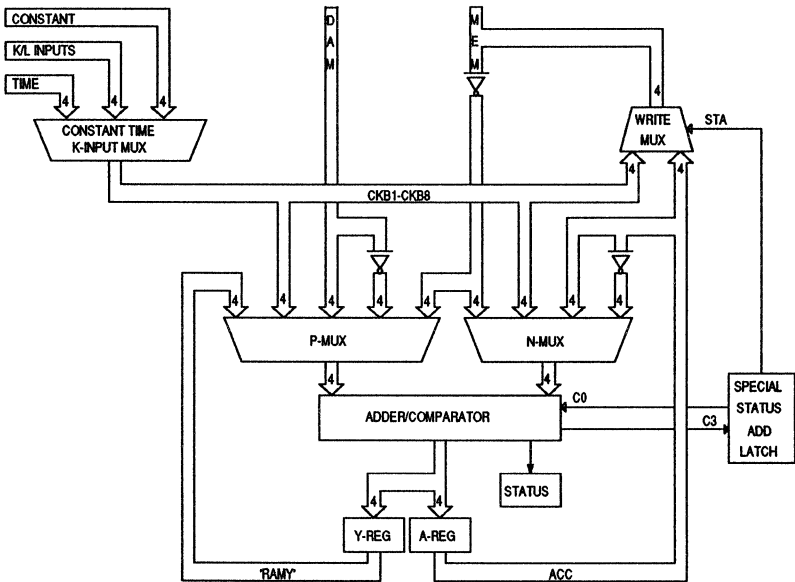 CONSTANT
K/L INPUTS
TIME
4
4
4
CONSTANT TIME
K-INPUT MUX
DAM
MEM
4
WRITE
MUX
STA
4
4
CKB1-CKB8
4
4
4
4
4
4
4
4
4
P-MUX
N-MUX
4
4
ADDER/COMPARATOR
C0
C3
SPECIAL
STATUS
ADD
LATCH
STATUS
4
4
Y-REG
A-REG
"RAMY"
ACC